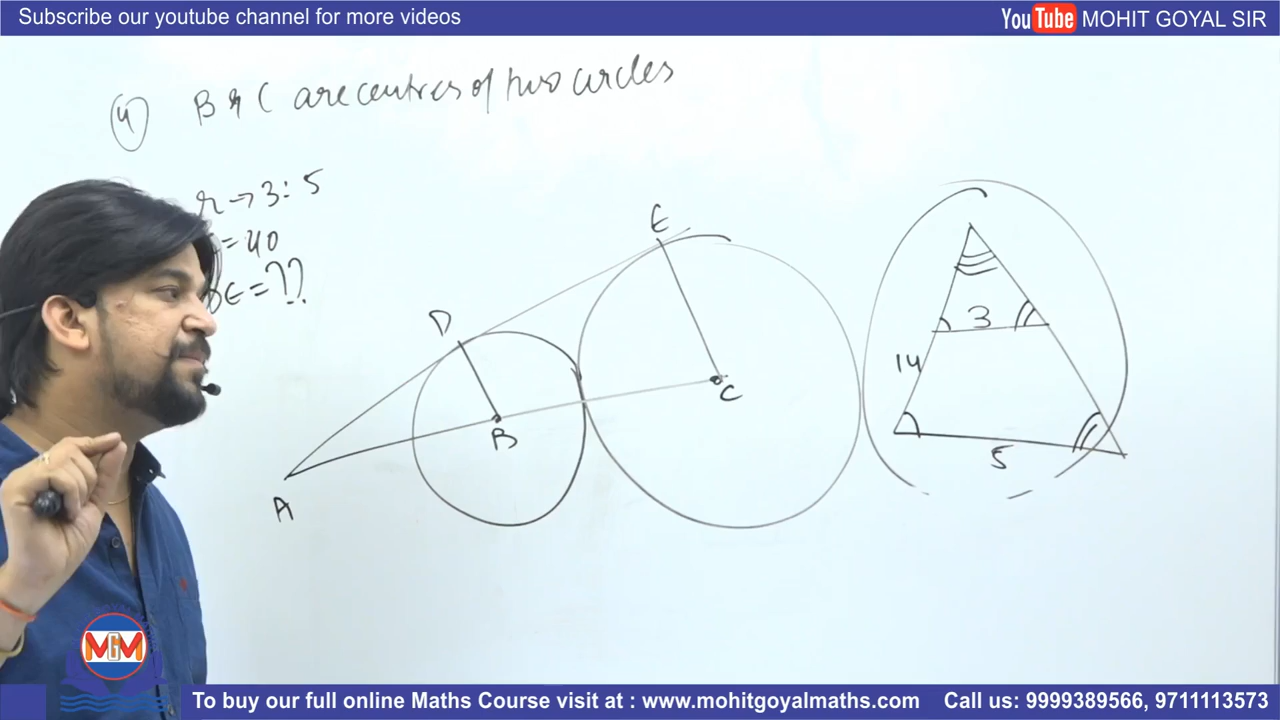 Subscribe our youtube channel for more videos
YouTube MOHIT GOYAL SIR
(4) B & C are centres of two circles
r → 3:5
= 40
DE = ??
E
D
3
14
C
B
5
A
MGM
To buy our full online Maths Course visit at : www.mohitgoyalmaths.com Call us: 9999389566, 9711113573